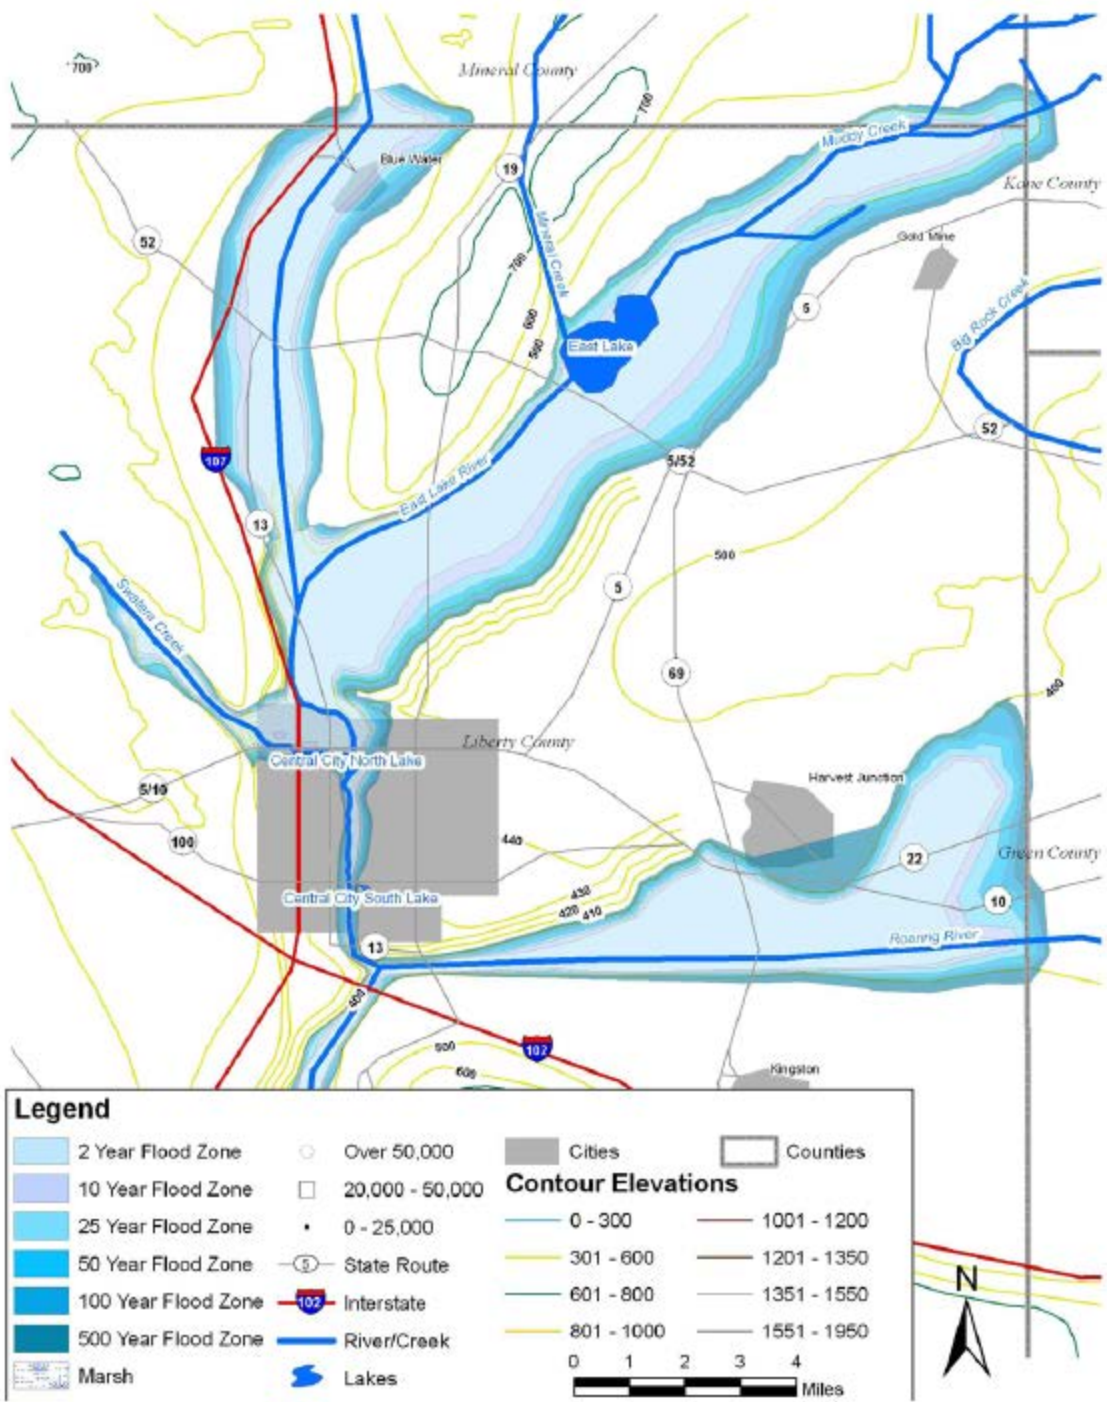 700
Mineral County
700
Muddy Creek
Blue Water
19
Kane County
52
Mineral Creek
Gold Mine
700
5
Big Rock Creek
600
500
East Lake
52
107
5/52
East Lake River
13
500
Swatera Creek
5
69
400
Liberty County
Central City North Lake
Harvest Junction
5/10
100
440
22
Green County
Central City South Lake
430
420
410
10
13
Roaring River
400
500
102
600
Kingston
Legend
2 Year Flood Zone
10 Year Flood Zone
25 Year Flood Zone
50 Year Flood Zone
100 Year Flood Zone
500 Year Flood Zone
Marsh
Over 50,000
20,000 - 50,000
0 - 25,000
5 State Route
102 Interstate
River/Creek
Lakes
Cities
Counties
Contour Elevations
0 - 300
301 - 600
601 - 800
801 - 1000
1001 - 1200
1201 - 1350
1351 - 1550
1551 - 1950
0 1 2 3 4
Miles
N